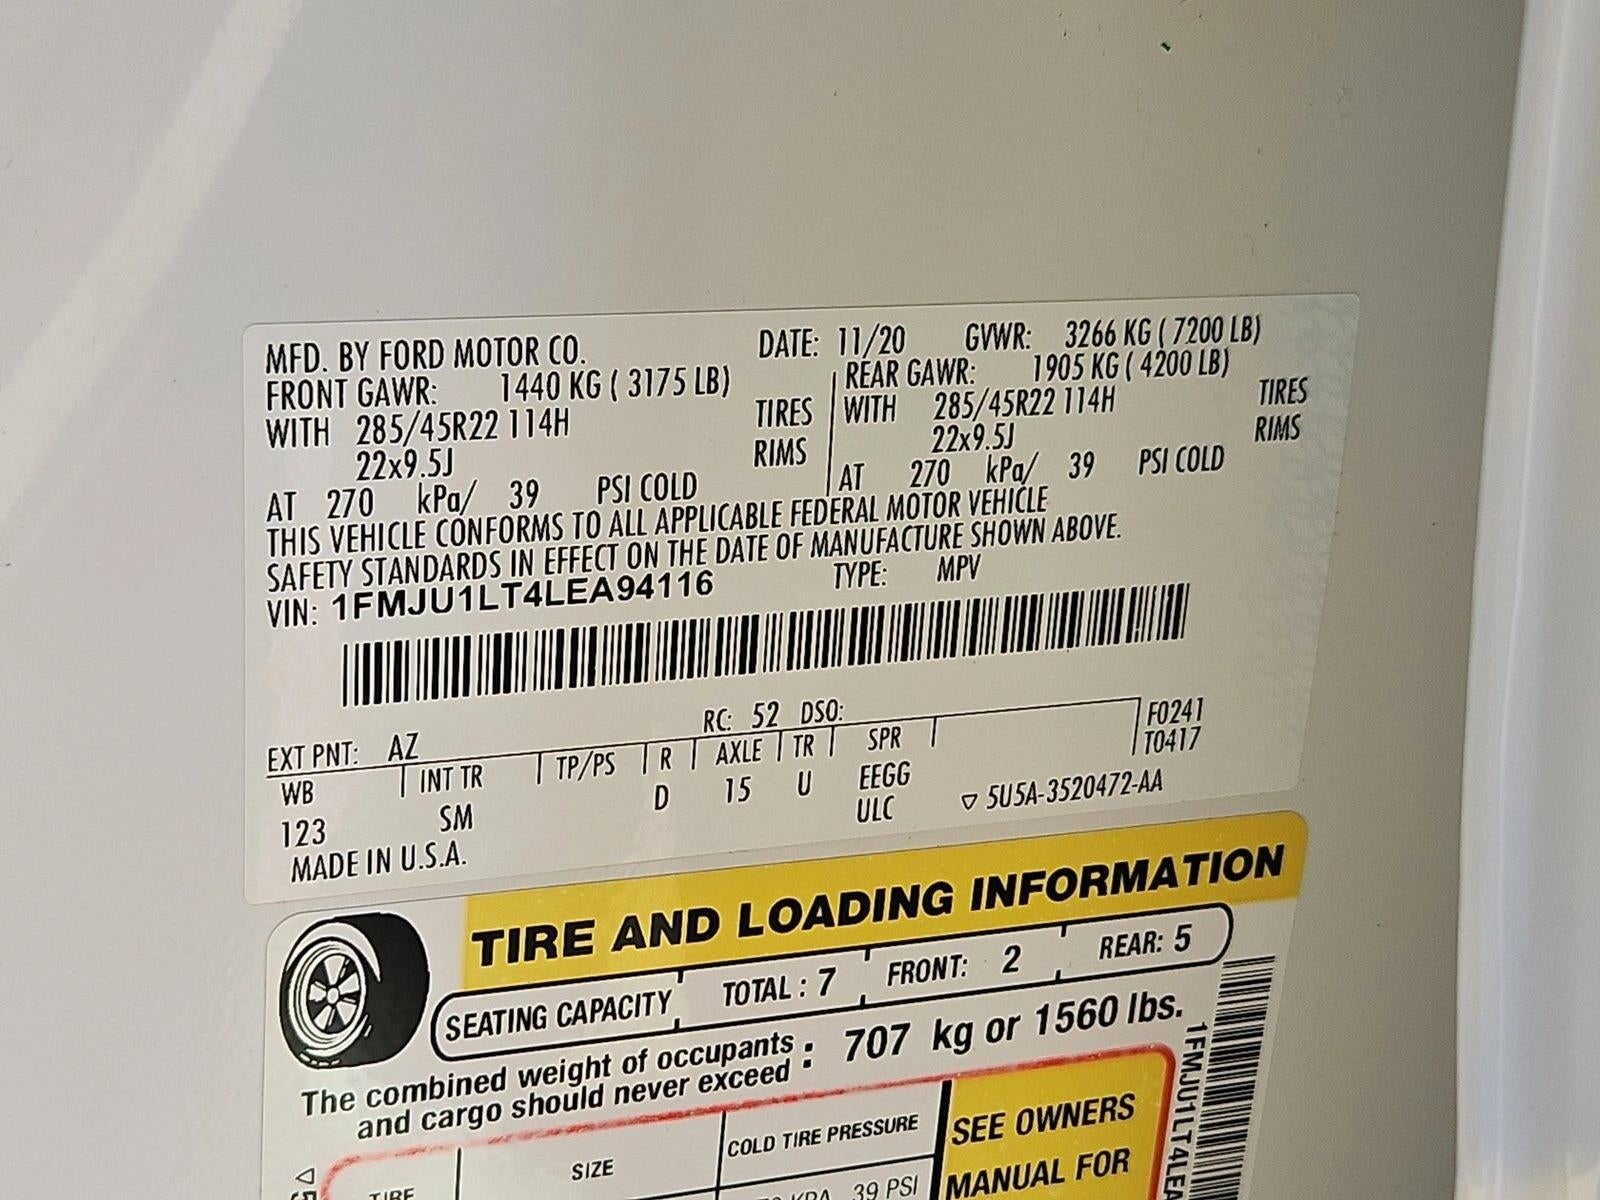 MFD. BY FORD MOTOR CO. DATE: 11/20 GVWR: 3266 KG ( 7200 LB)
FRONT GAWR: 1440 KG ( 3175 LB) REAR GAWR: 1905 KG ( 4200 LB)
WITH 285/45R22 114H TIRES WITH 285/45R22 114H TIRES
22x9.5J RIMS 22x9.5J RIMS
AT 270 kPa/ 39 PSI COLD AT 270 kPa/ 39 PSI COLD
THIS VEHICLE CONFORMS TO ALL APPLICABLE FEDERAL MOTOR VEHICLE
SAFETY STANDARDS IN EFFECT ON THE DATE OF MANUFACTURE SHOWN ABOVE.
VIN: 1FMJU1LT4LEA94116 TYPE: MPV
EXT PNT: AZ RC: 52 DSO: F0241
WB INT TR TP/PS R AXLE TR SPR T0417
123 SM D 15 U EEGG
ULC ▽ 5U5A-3520472-AA
MADE IN U.S.A.
TIRE AND LOADING INFORMATION
SEATING CAPACITY TOTAL : 7 FRONT: 2 REAR: 5
The combined weight of occupants
and cargo should never exceed : 707 kg or 1560 lbs.
TIRE SIZE COLD TIRE PRESSURE SEE OWNERS
39 PSI MANUAL FOR
1FMJU1LT4LEA